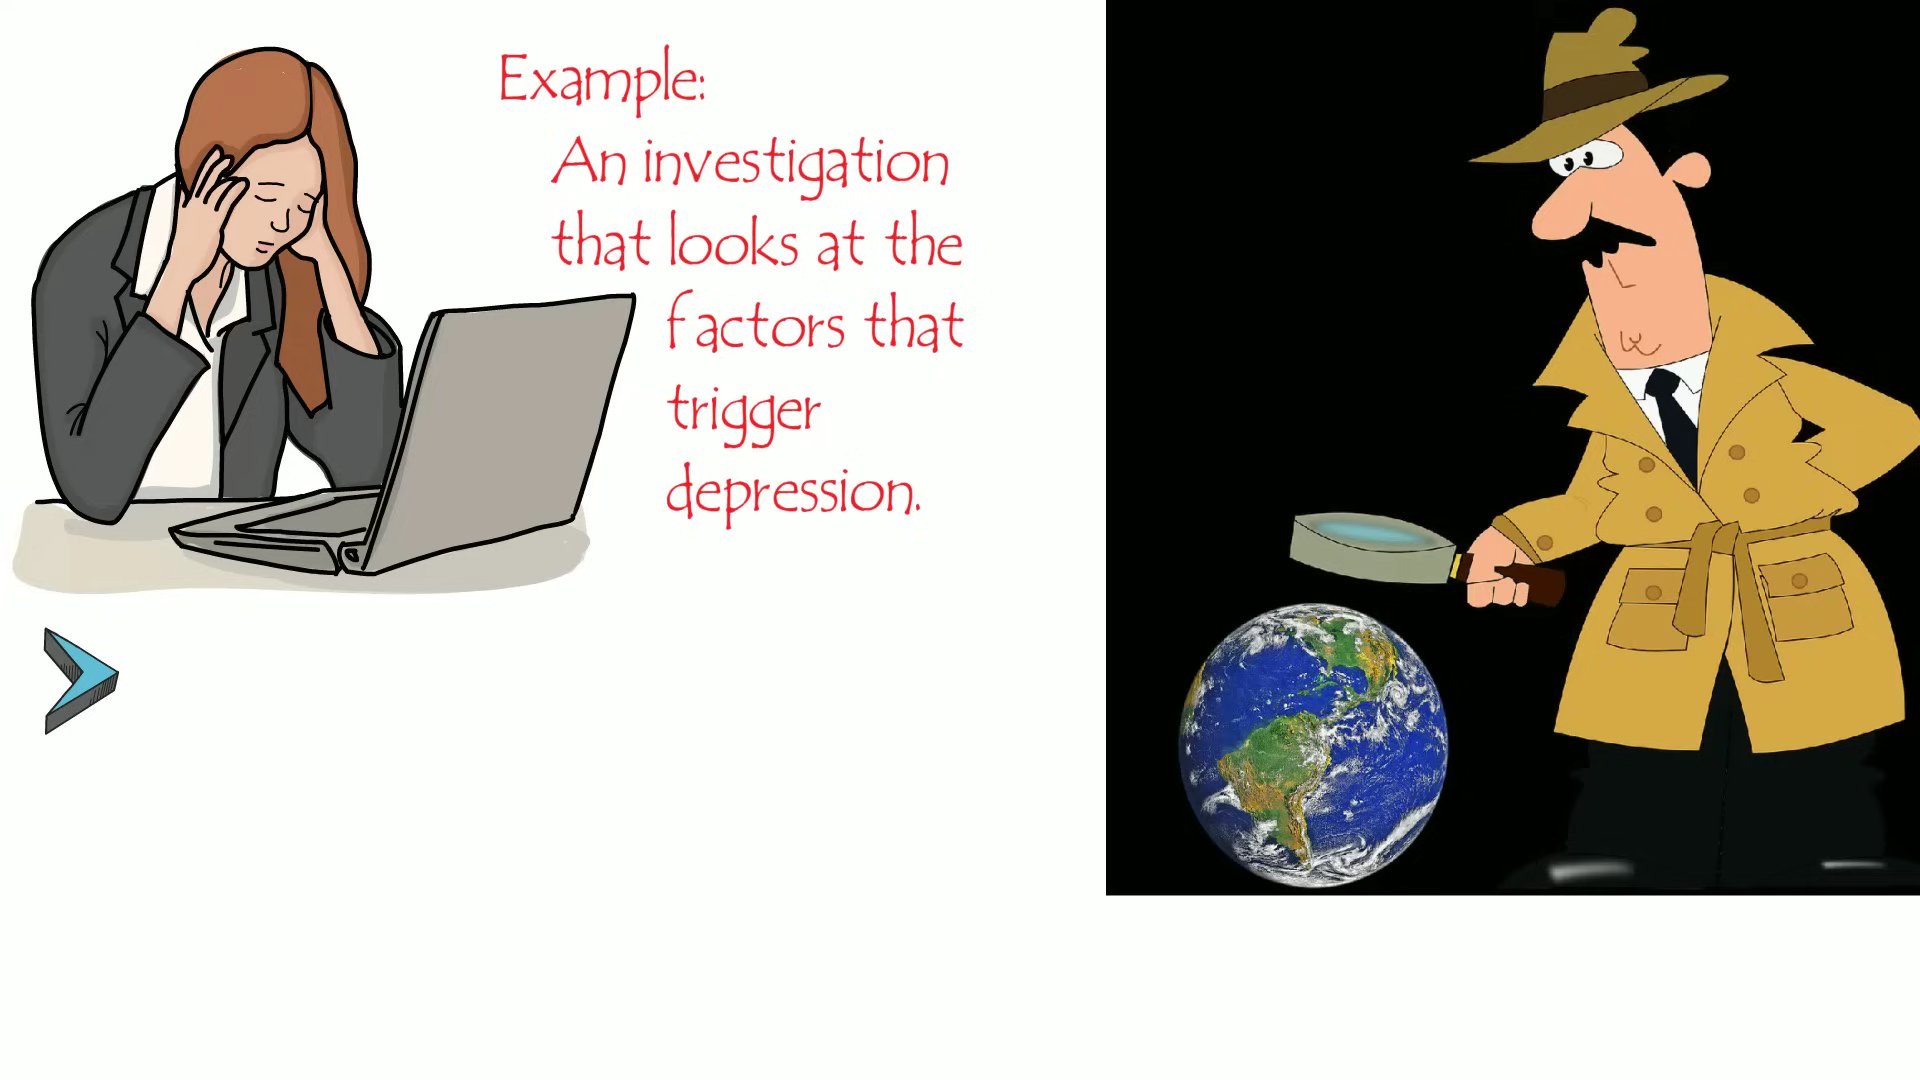 Example:
An investigation
that looks at the
factors that
trigger
depression.